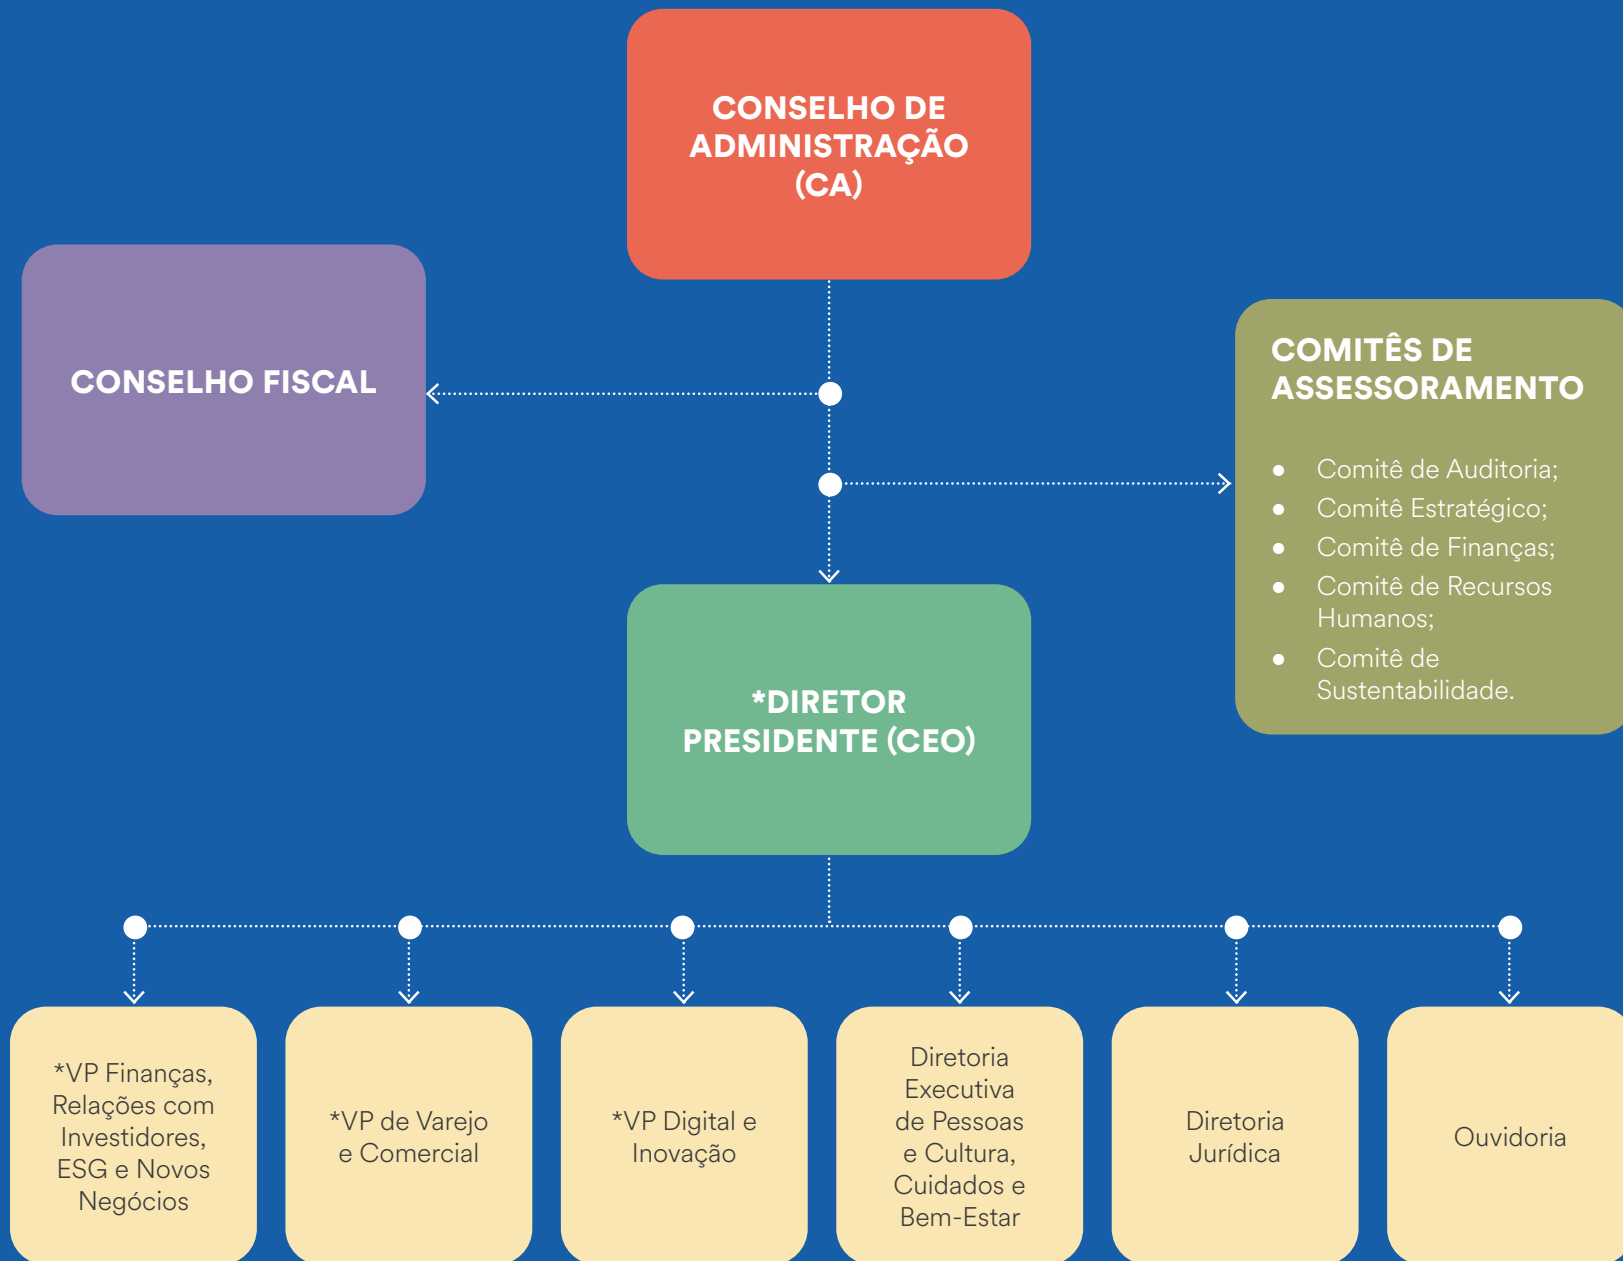 CONSELHO DE
ADMINISTRAÇÃO
(CA)
CONSELHO FISCAL
COMITÊS DE
ASSESSORAMENTO
● Comitê de Auditoria;
● Comitê Estratégico;
● Comitê de Finanças;
● Comitê de Recursos
Humanos;
● Comitê de
Sustentabilidade.
*DIRETOR
PRESIDENTE (CEO)
*VP Finanças,
Relações com
Investidores,
ESG e Novos
Negócios
*VP de Varejo
e Comercial
*VP Digital e
Inovação
Diretoria
Executiva
de Pessoas
e Cultura,
Cuidados e
Bem-Estar
Diretoria
Jurídica
Ouvidoria